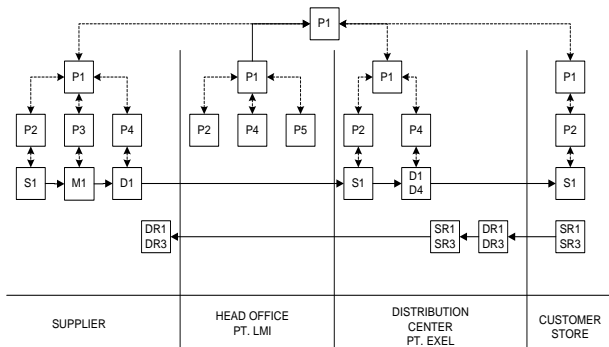 P1
P1
P1
P1
P1
P2
P3
P4
P2
P4
P5
P2
P4
P2
S1
M1
D1
S1
D1
D4
S1
DR1
DR3
SR1
SR3
DR1
DR3
SR1
SR3
SUPPLIER
HEAD OFFICE
PT. LMI
DISTRIBUTION
CENTER
PT. EXEL
CUSTOMER
STORE